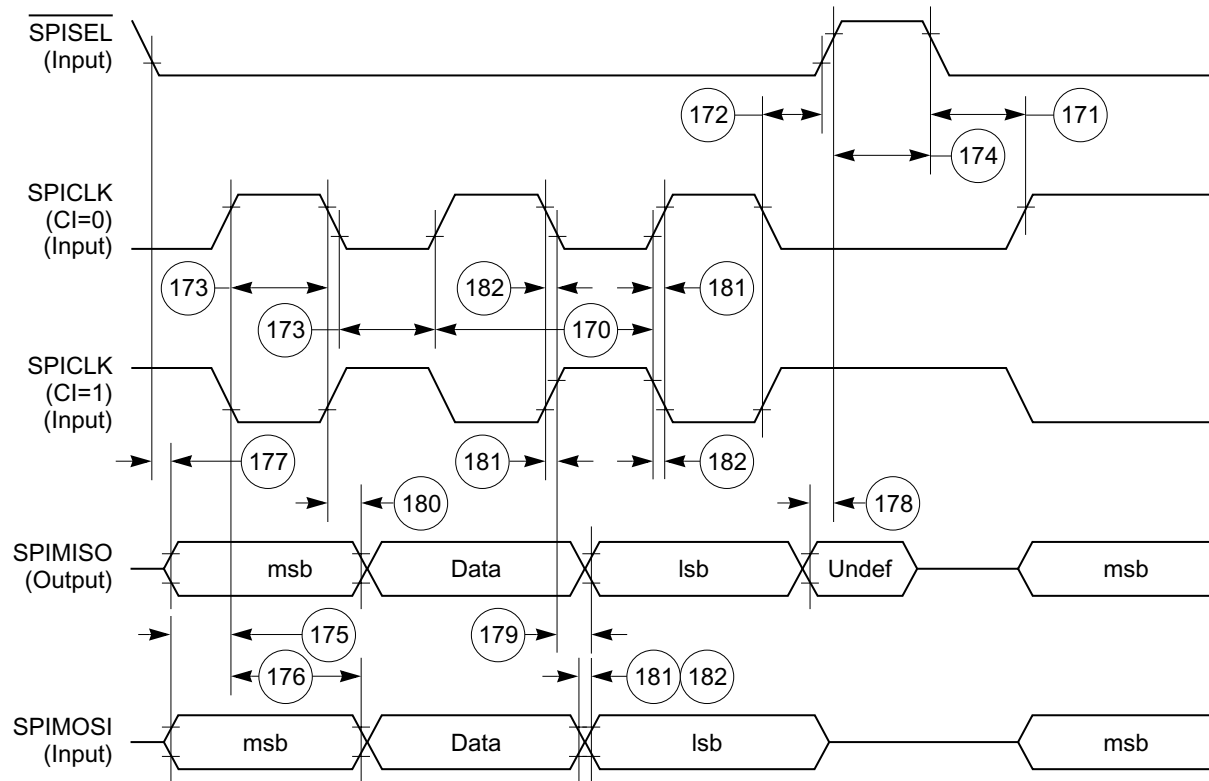 SPISEL
(Input)
172
171
174
SPICLK
(CI=0)
(Input)
173
182
181
173
170
SPICLK
(CI=1)
(Input)
177
181
182
180
178
SPIMISO
(Output)
msb
Data
lsb
Undef
msb
175
179
176
181
182
SPIMOSI
(Input)
msb
Data
lsb
msb